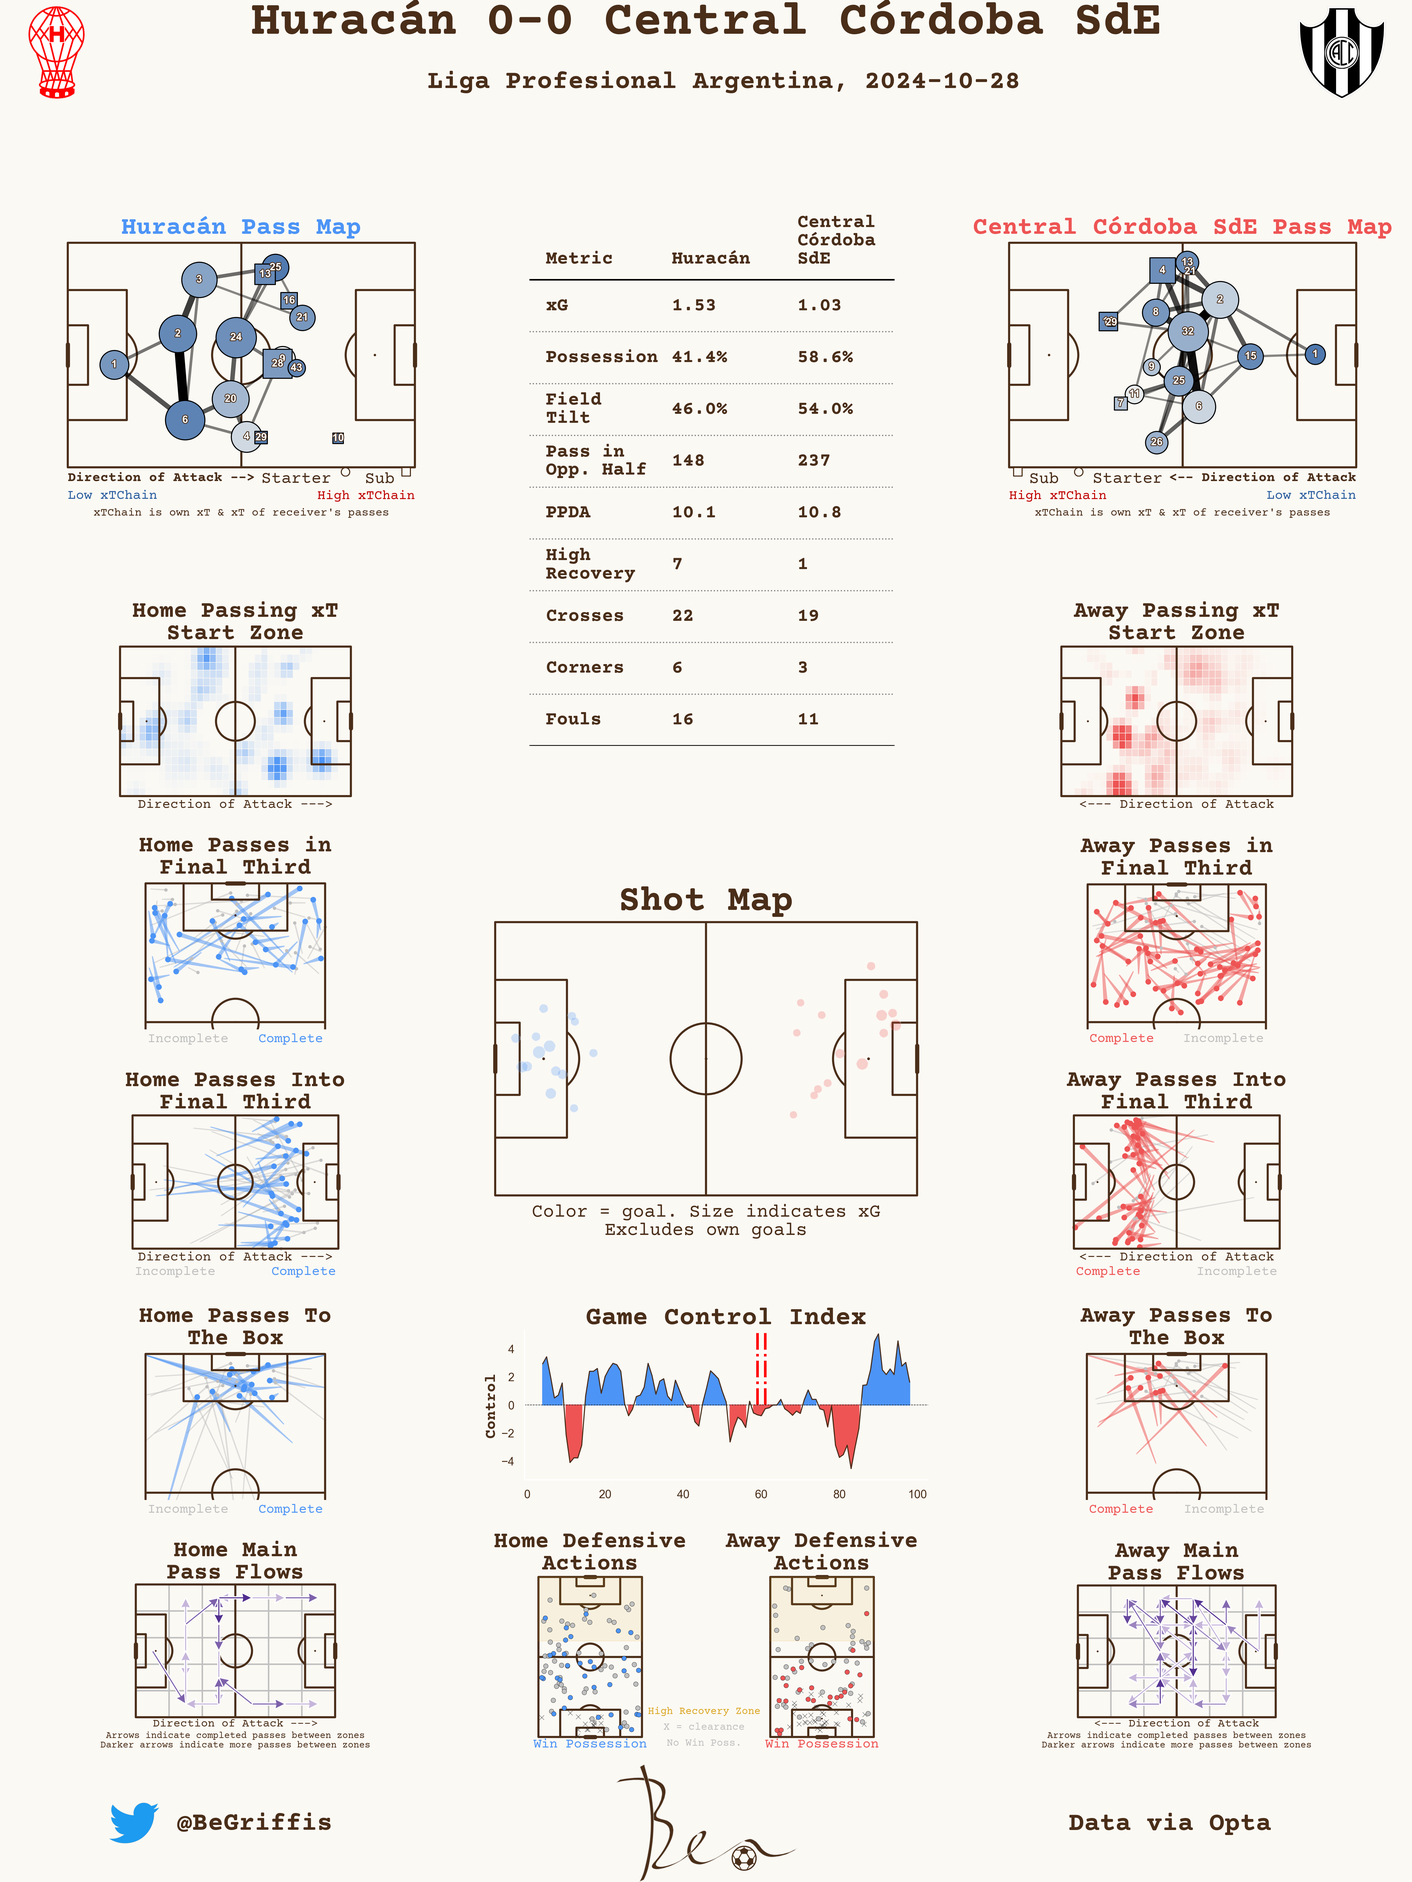 Huracán 0-0 Central Córdoba SdE
Liga Profesional Argentina, 2024-10-28
Huracán Pass Map
3
25
13
16
21
2
24
1
28
9
43
20
6
4
29
10
Direction of Attack --> Starter Sub
Low xTChain High xTChain
xTChain is own xT & xT of receiver's passes
Metric Huracán Central Córdoba SdE
xG 1.53 1.03
Possession 41.4% 58.6%
Field Tilt 46.0% 54.0%
Pass in Opp. Half 148 237
PPDA 10.1 10.8
High Recovery 7 1
Crosses 22 19
Corners 6 3
Fouls 16 11
Central Córdoba SdE Pass Map
4
13
21
2
8
29
32
15
1
9
25
11
7
6
26
Sub Starter <-- Direction of Attack
High xTChain Low xTChain
xTChain is own xT & xT of receiver's passes
Home Passing xT
Start Zone
Direction of Attack --->
Away Passing xT
Start Zone
<--- Direction of Attack
Home Passes in
Final Third
Incomplete Complete
Away Passes in
Final Third
Complete Incomplete
Shot Map
Color = goal. Size indicates xG
Excludes own goals
Home Passes Into
Final Third
Direction of Attack --->
Incomplete Complete
Away Passes Into
Final Third
<--- Direction of Attack
Complete Incomplete
Home Passes To
The Box
Incomplete Complete
Game Control Index
Control
4
2
0
−2
−4
0 20 40 60 80 100
Away Passes To
The Box
Complete Incomplete
Home Main
Pass Flows
Direction of Attack --->
Arrows indicate completed passes between zones
Darker arrows indicate more passes between zones
Home Defensive
Actions
Win Possession
Away Defensive
Actions
Win Possession
High Recovery Zone
X = clearance
No Win Poss.
Away Main
Pass Flows
<--- Direction of Attack
Arrows indicate completed passes between zones
Darker arrows indicate more passes between zones
@BeGriffis
Ben
Data via Opta